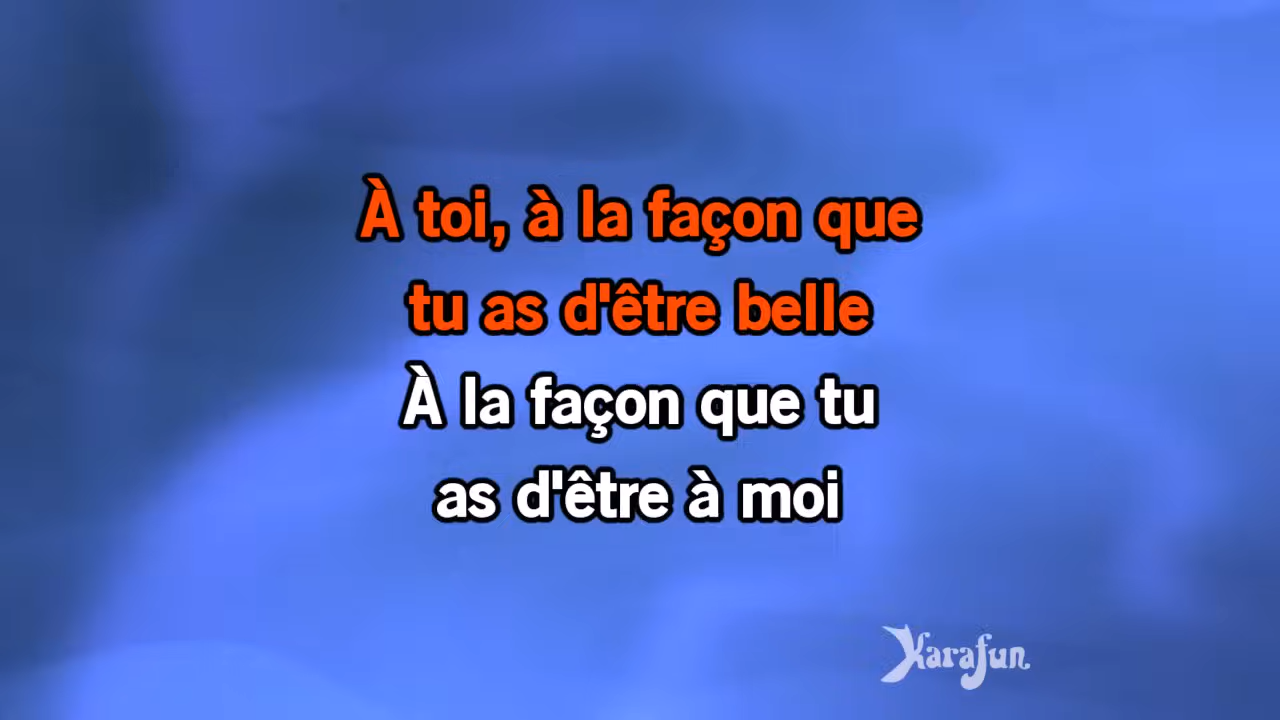 À toi, à la façon que
tu as d'être belle
À la façon que tu
as d'être à moi
Karafun